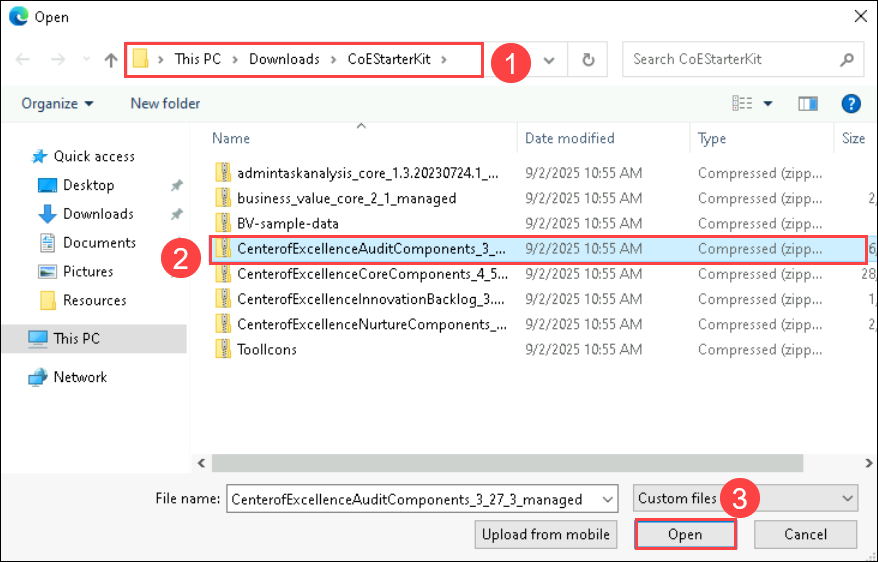 Open
This PC > Downloads > CoEStarterKit >
1
Search CoEStarterKit
Organize
New folder
?
Name
Date modified
Type
Size
Quick access
Desktop
Downloads
Documents
Pictures
Resources
This PC
Network
admintaskanalysis_core_1.3.20230724.1_... 9/2/2025 10:55 AM Compressed (zipp...
business_value_core_2_1_managed 9/2/2025 10:55 AM Compressed (zipp... 2,
BV-sample-data 9/2/2025 10:55 AM Compressed (zipp...
2
CenterofExcellenceAuditComponents_3_... 9/2/2025 10:55 AM Compressed (zipp... 6,
CenterofExcellenceCoreComponents_4_5... 9/2/2025 10:55 AM Compressed (zipp... 28,
CenterofExcellenceInnovationBacklog_3.... 9/2/2025 10:55 AM Compressed (zipp... 1,
CenterofExcellenceNurtureComponents_... 9/2/2025 10:55 AM Compressed (zipp... 2,
ToolIcons 9/2/2025 10:55 AM Compressed (zipp...
File name: CenterofExcellenceAuditComponents_3_27_3_managed
Custom files
3
Upload from mobile
Open
Cancel